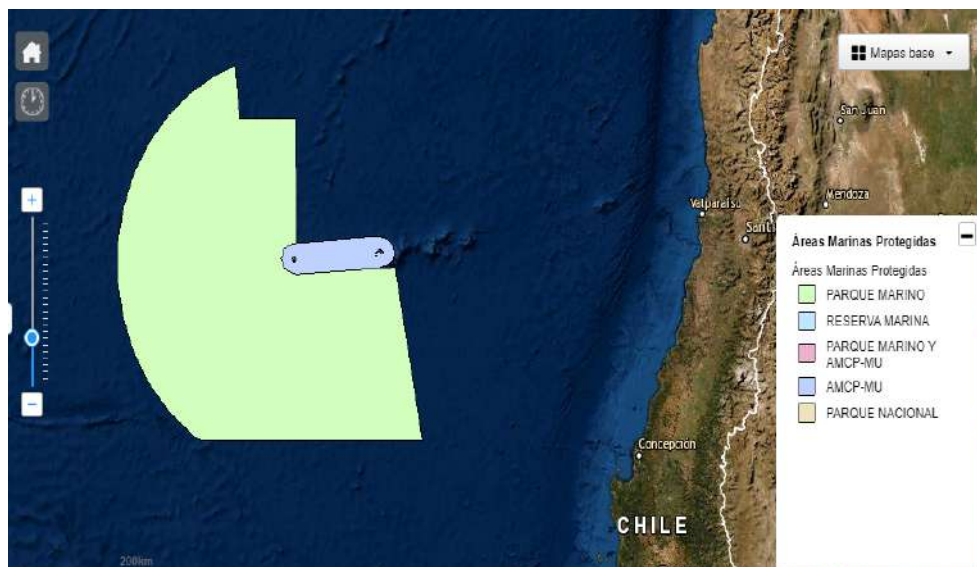 Mapas base
San Juan
Mendoza
Valparaíso
Santi
Áreas Marinas Protegidas
Áreas Marinas Protegidas
PARQUE MARINO
RESERVA MARINA
PARQUE MARINO Y
AMCP-MU
AMCP-MU
PARQUE NACIONAL
Concepción
CHILE
200km